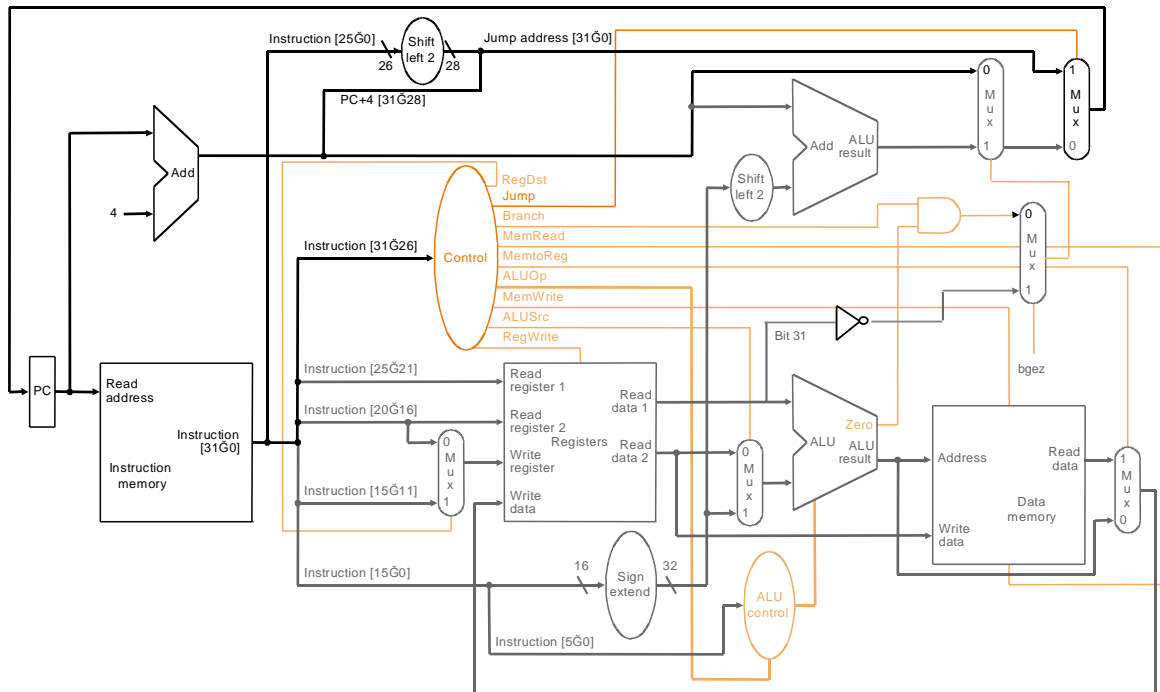 Instruction [25Ğ0]
26
Shift
left 2
28
Jump address [31Ğ0]
PC+4 [31Ğ28]
Add
4
0
M
u
x
1
1
M
u
x
0
Add
ALU
result
Shift
left 2
RegDst
Jump
Branch
MemRead
MemtoReg
ALUOp
MemWrite
ALUSrc
RegWrite
Control
Instruction [31Ğ26]
0
M
u
x
1
bgez
Bit 31
PC
Read
address
Instruction
[31Ğ0]
Instruction
memory
Instruction [25Ğ21]
Instruction [20Ğ16]
Instruction [15Ğ11]
0
M
u
x
1
Read
register 1
Read
register 2
Write
register
Write
data
Registers
Read
data 1
Read
data 2
0
M
u
x
1
Zero
ALU
ALU
result
Address
Write
data
Read
data
Data
memory
1
M
u
x
0
Instruction [15Ğ0]
16
Sign
extend
32
Instruction [5Ğ0]
ALU
control